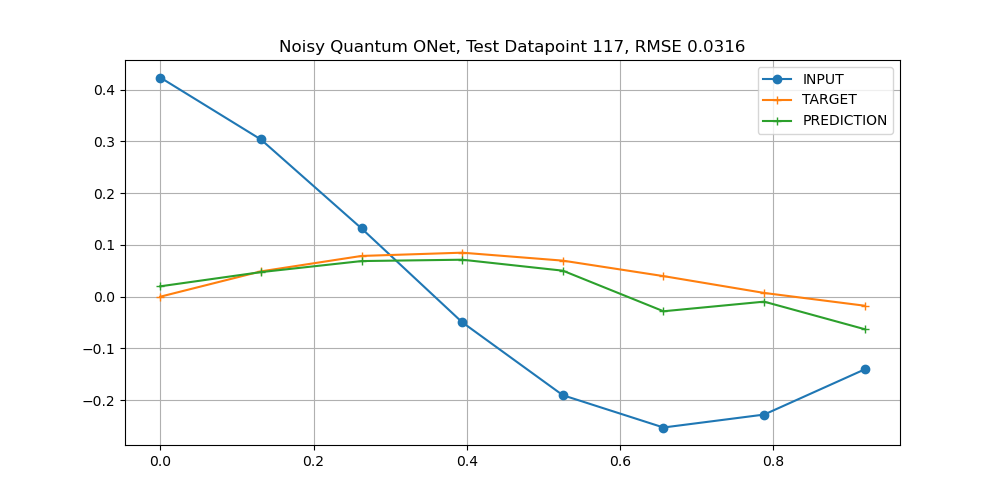 Noisy Quantum ONet, Test Datapoint 117, RMSE 0.0316
INPUT
TARGET
PREDICTION
0.4
0.3
0.2
0.1
0.0
−0.1
−0.2
0.0 0.2 0.4 0.6 0.8